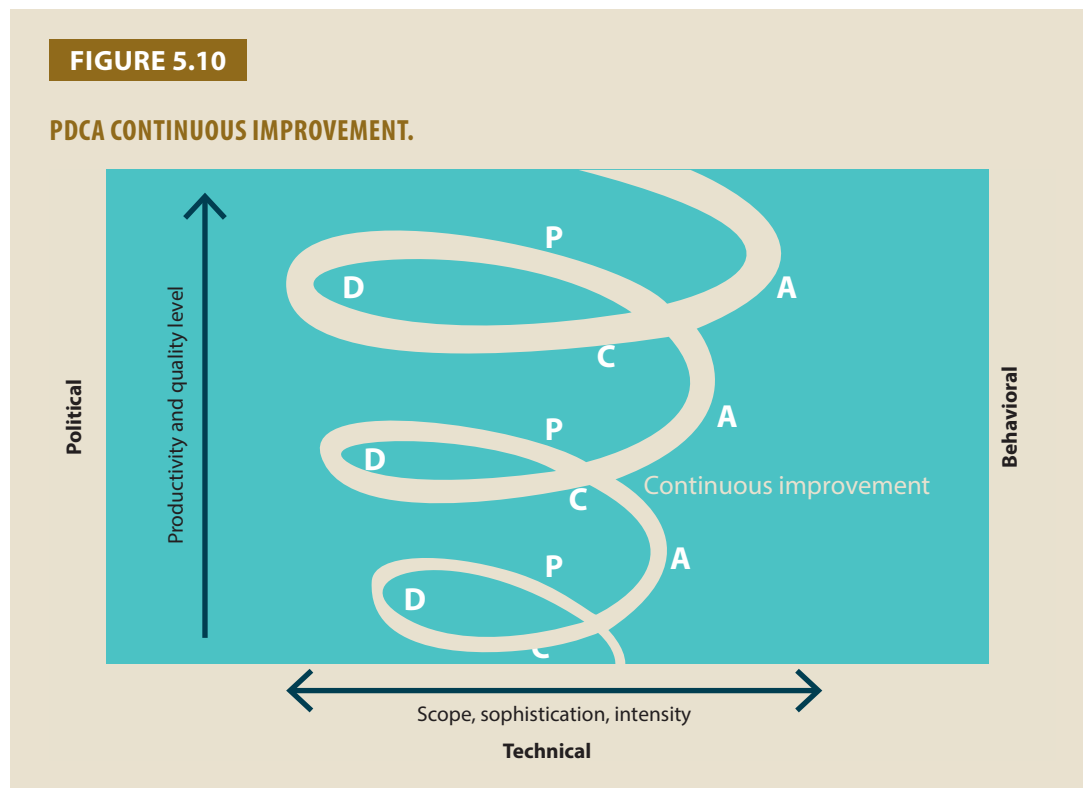 FIGURE 5.10
PDCA CONTINUOUS IMPROVEMENT.
Political
Productivity and quality level
P
D
A
C
P
A
D
C
Continuous improvement
P
A
D
C
Behavioral
Scope, sophistication, intensity
Technical